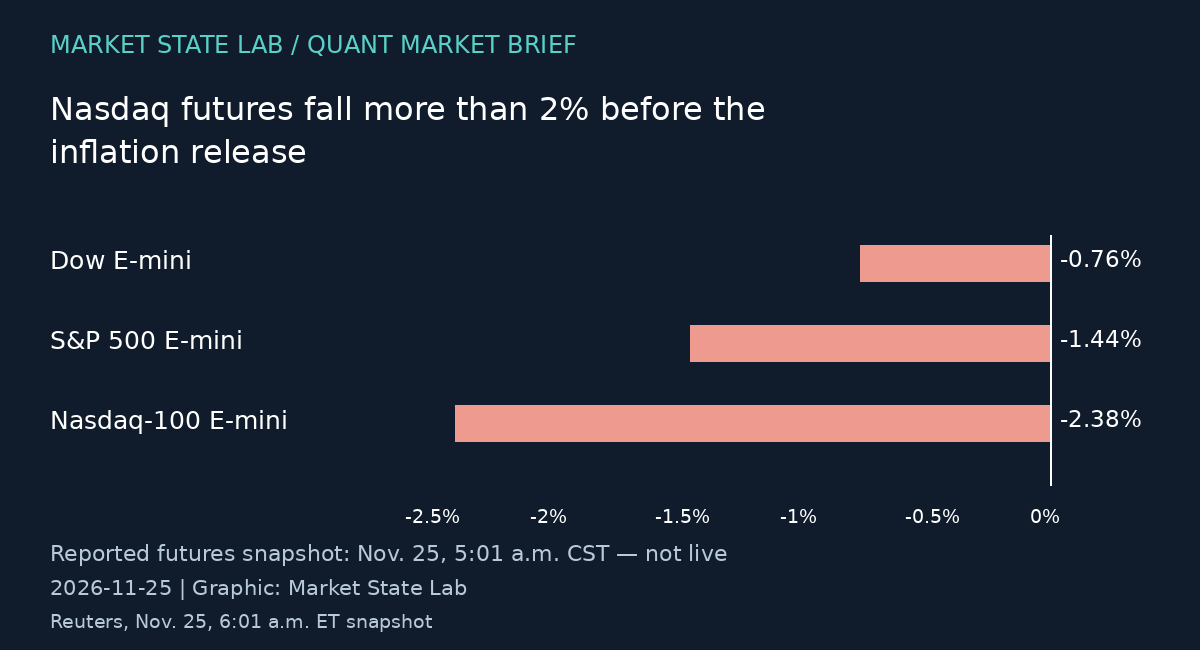 MARKET STATE LAB / QUANT MARKET BRIEF
Nasdaq futures fall more than 2% before the
inflation release
Dow E-mini
-0.76%
S&P 500 E-mini
-1.44%
Nasdaq-100 E-mini
-2.38%
-2.5%
-2%
-1.5%
-1%
-0.5%
0%
Reported futures snapshot: Nov. 25, 5:01 a.m. CST — not live
2026-11-25 | Graphic: Market State Lab
Reuters, Nov. 25, 6:01 a.m. ET snapshot